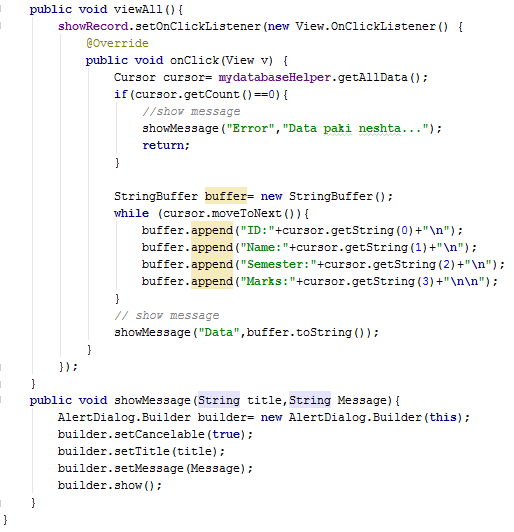 public void viewAll(){
showRecord.setOnClickListener(new View.OnClickListener() {
@Override
public void onClick(View v) {
Cursor cursor= mydatabaseHelper.getAllData();
if(cursor.getCount()==0){
//show message
showMessage("Error","Data paki neshta...");
return;
}
StringBuffer buffer= new StringBuffer();
while (cursor.moveToNext()){
buffer.append("ID:"+cursor.getString(0)+"\n");
buffer.append("Name:"+cursor.getString(1)+"\n");
buffer.append("Semester:"+cursor.getString(2)+"\n");
buffer.append("Marks:"+cursor.getString(3)+"\n\n");
}
// show message
showMessage("Data",buffer.toString());
}
});
}
public void showMessage(String title,String Message){
AlertDialog.Builder builder= new AlertDialog.Builder(this);
builder.setCancelable(true);
builder.setTitle(title);
builder.setMessage(Message);
builder.show();
}
}